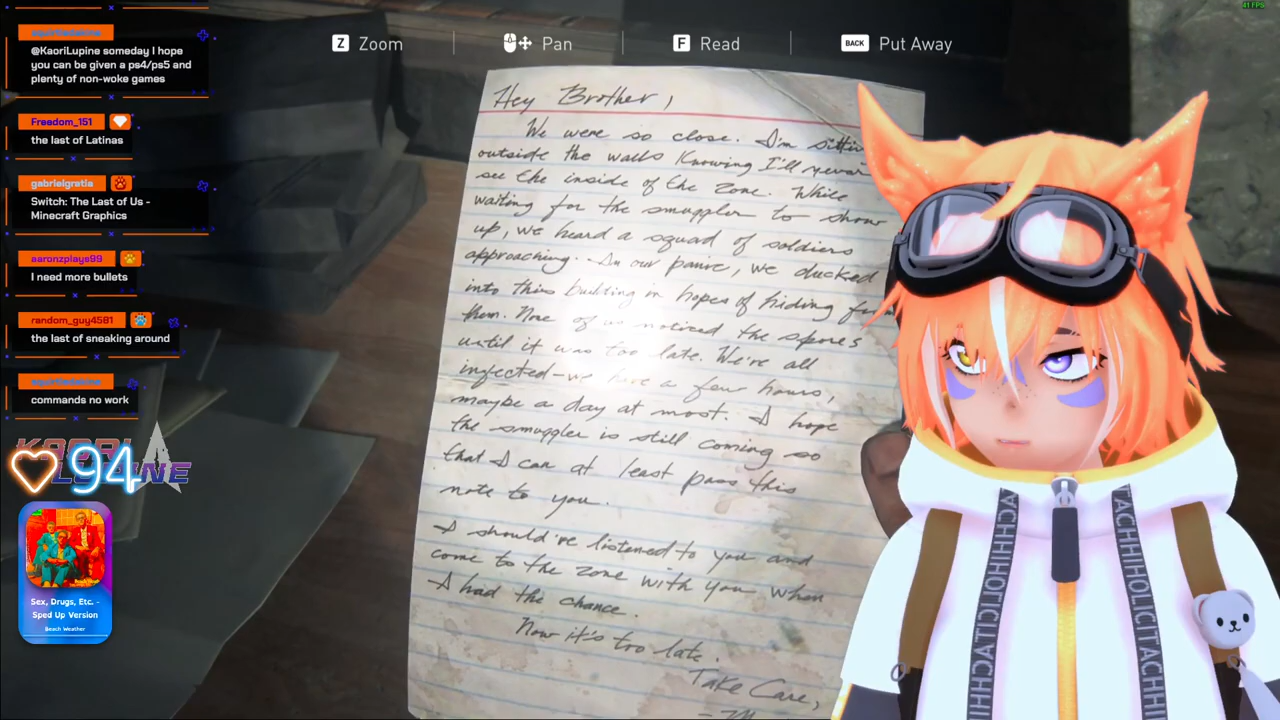 41 FPS
Z Zoom
Pan
F Read
BACK Put Away
@KaoriLupine someday I hope
you can be given a ps4/ps5 and
plenty of non-woke games
Freedom_151
the last of Latinas
gabrielgratia
Switch: The Last of Us -
Minecraft Graphics
aaronzplays99
I need more bullets
random_guy4581
the last of sneaking around
commands no work
KAORI
LUPINE
94
Sex, Drugs, Etc. -
Sped Up Version
Beach Weather
Hey Brother,
We were so close. I'm sittin
outside the walls knowing I'll never
see the inside of the zone. While
waiting for the smuggler to show
up, we heard a squad of soldiers
approaching. In our panic, we ducked
into this building in hopes of hiding
them. None of us noticed the spores
until it was too late. We're all
infected-we have a few hours,
maybe a day at most. I hope
the smuggler is still coming so
that I can at least pass this
note to you.
I should've listened to you and
come to the zone with you when
I had the chance.
Now it's too late.
Take Care,